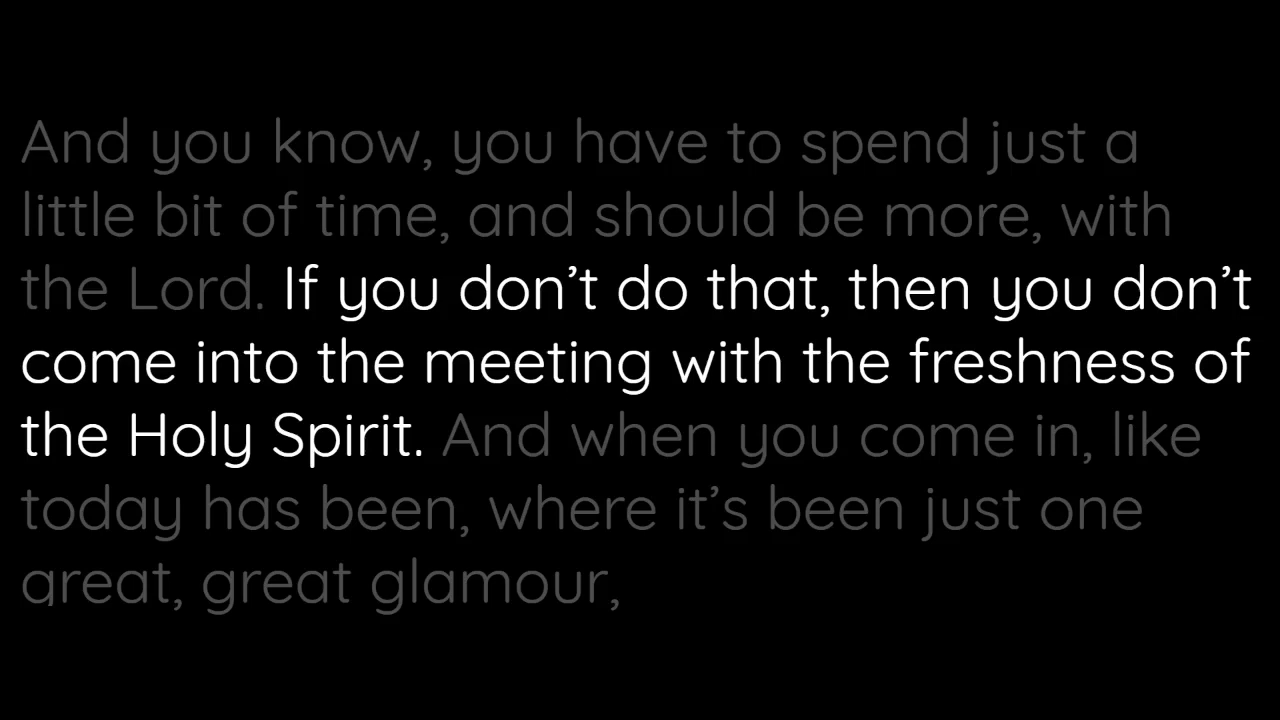 And you know, you have to spend just a
little bit of time, and should be more, with
the Lord. If you don’t do that, then you don’t
come into the meeting with the freshness of
the Holy Spirit. And when you come in, like
today has been, where it’s been just one
great, great glamour,